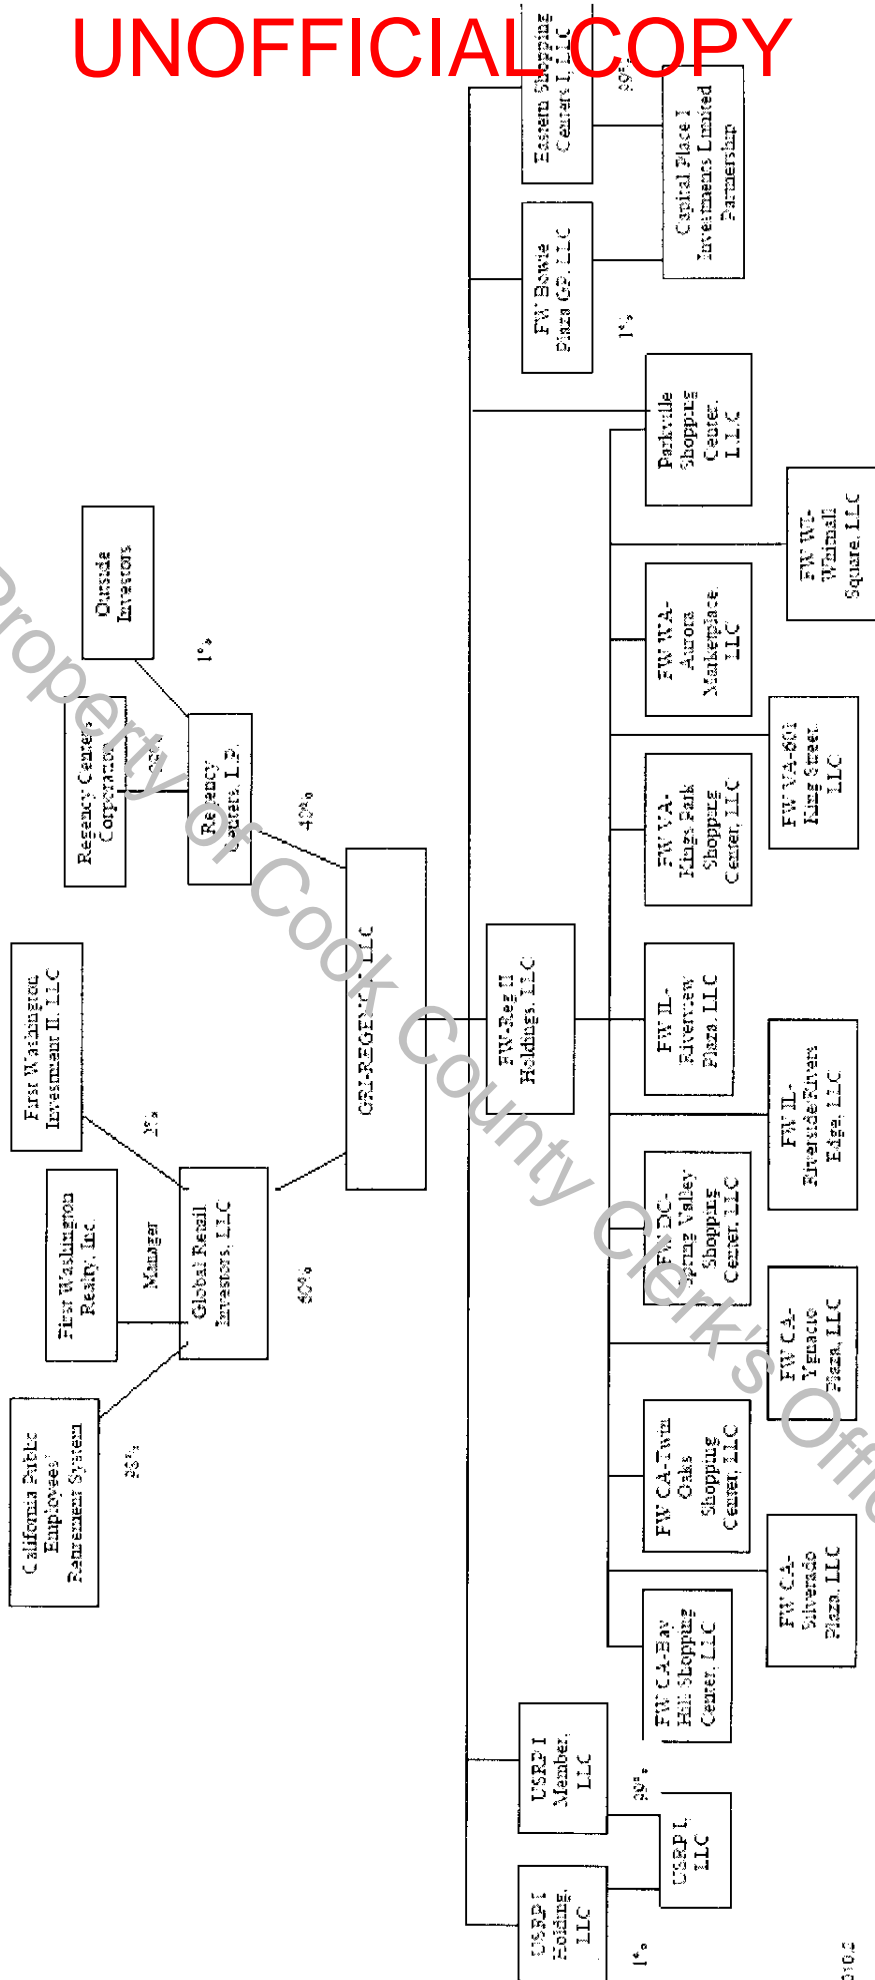 UNOFFICIAL COPY
Property of Cook County Clerk's Office
California Public
Employees'
Retirement System
First Washington
Realty, Inc.
First Washington
Investment II, LLC
98%
Manager
2%
Global Retail
Investors, LLC
Regency Centers
Corporation
Outside
Investors
1%
Regency
Centers, L.P.
60%
40%
GRI-REGENCY, LLC
USRP I
Holding,
LLC
USRP I
Member,
LLC
1%
99%
USRP I,
LLC
FW-Reg II
Holdings, LLC
FW Bowie
Plaza GP, LLC
Eastern Shopping
Centers I, LLC
1%
99%
Capital Place I
Investments Limited
Partnership
FW CA-Bay
Hill Shopping
Center, LLC
FW CA-Twin
Oaks
Shopping
Center, LLC
FW DC-
Spring Valley
Shopping
Center, LLC
FW IL-
Riverview
Plaza, LLC
FW VA-
Kings Park
Shopping
Center, LLC
FW WA-
Aurora
Marketplace,
LLC
Parkville
Shopping
Center,
LLC
FW CA-
Silverado
Plaza, LLC
FW CA-
Ygnacio
Plaza, LLC
FW IL-
Riverside/Rivers
Edge, LLC
FW VA-601
King Street,
LLC
FW WI-
Whitnall
Square, LLC